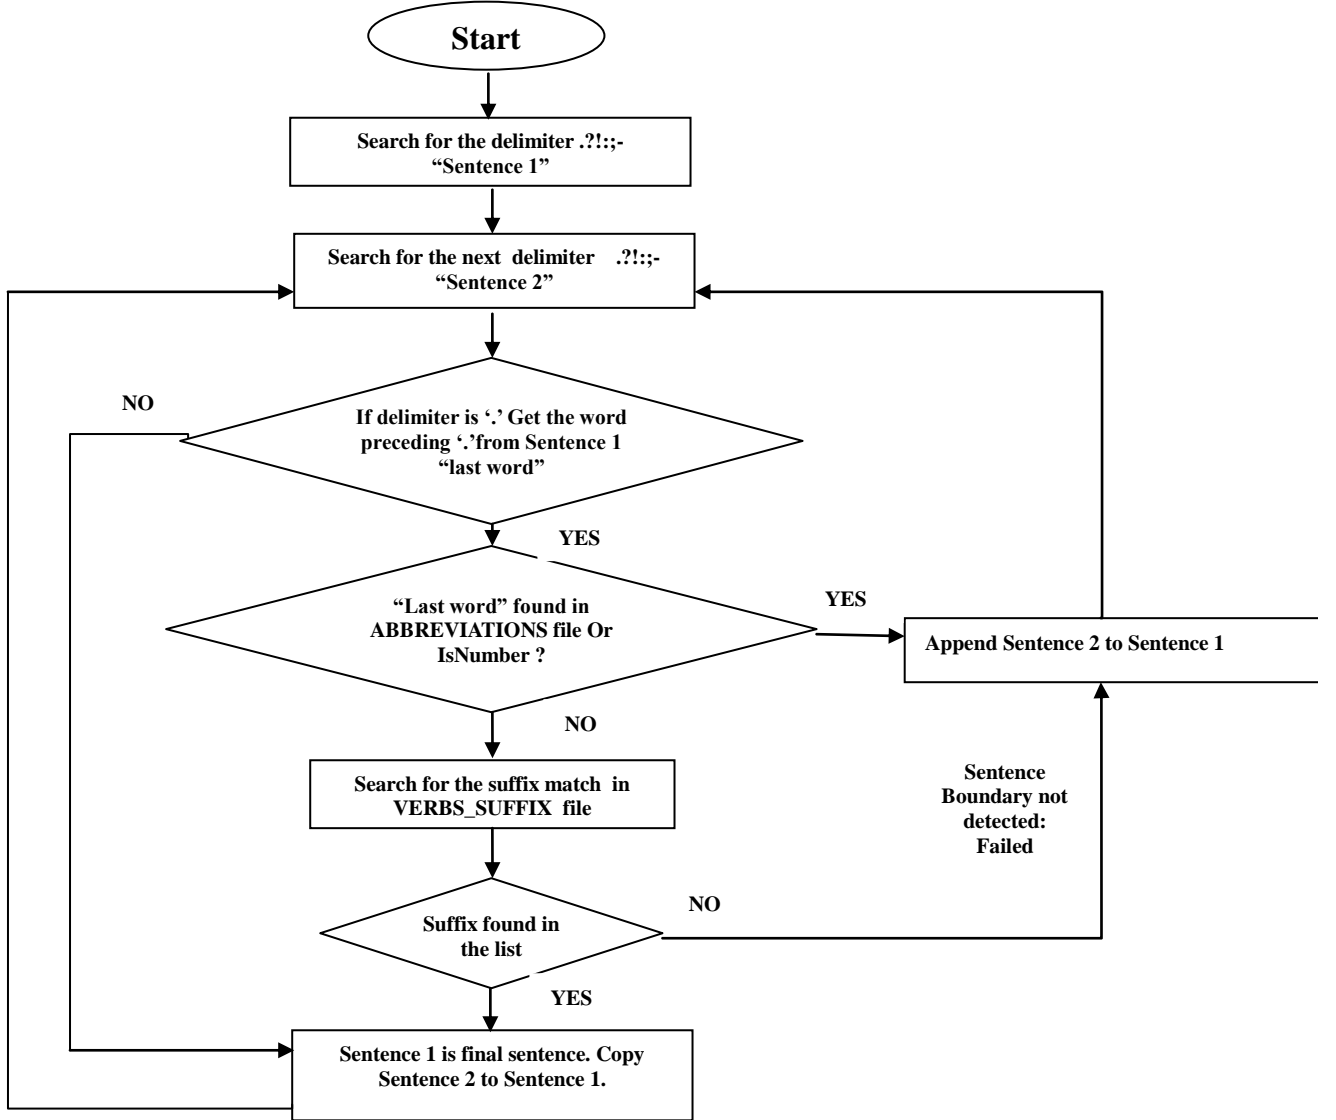 Start
Search for the delimiter .?!:;-
“Sentence 1”
Search for the next delimiter .?!:;-
“Sentence 2”
NO
If delimiter is ‘.’ Get the word
preceding ‘.’from Sentence 1
“last word”
YES
“Last word” found in
ABBREVIATIONS file Or
IsNumber ?
YES
Append Sentence 2 to Sentence 1
NO
Search for the suffix match in
VERBS_SUFFIX file
Sentence
Boundary not
detected:
Failed
Suffix found in
the list
NO
YES
Sentence 1 is final sentence. Copy
Sentence 2 to Sentence 1.